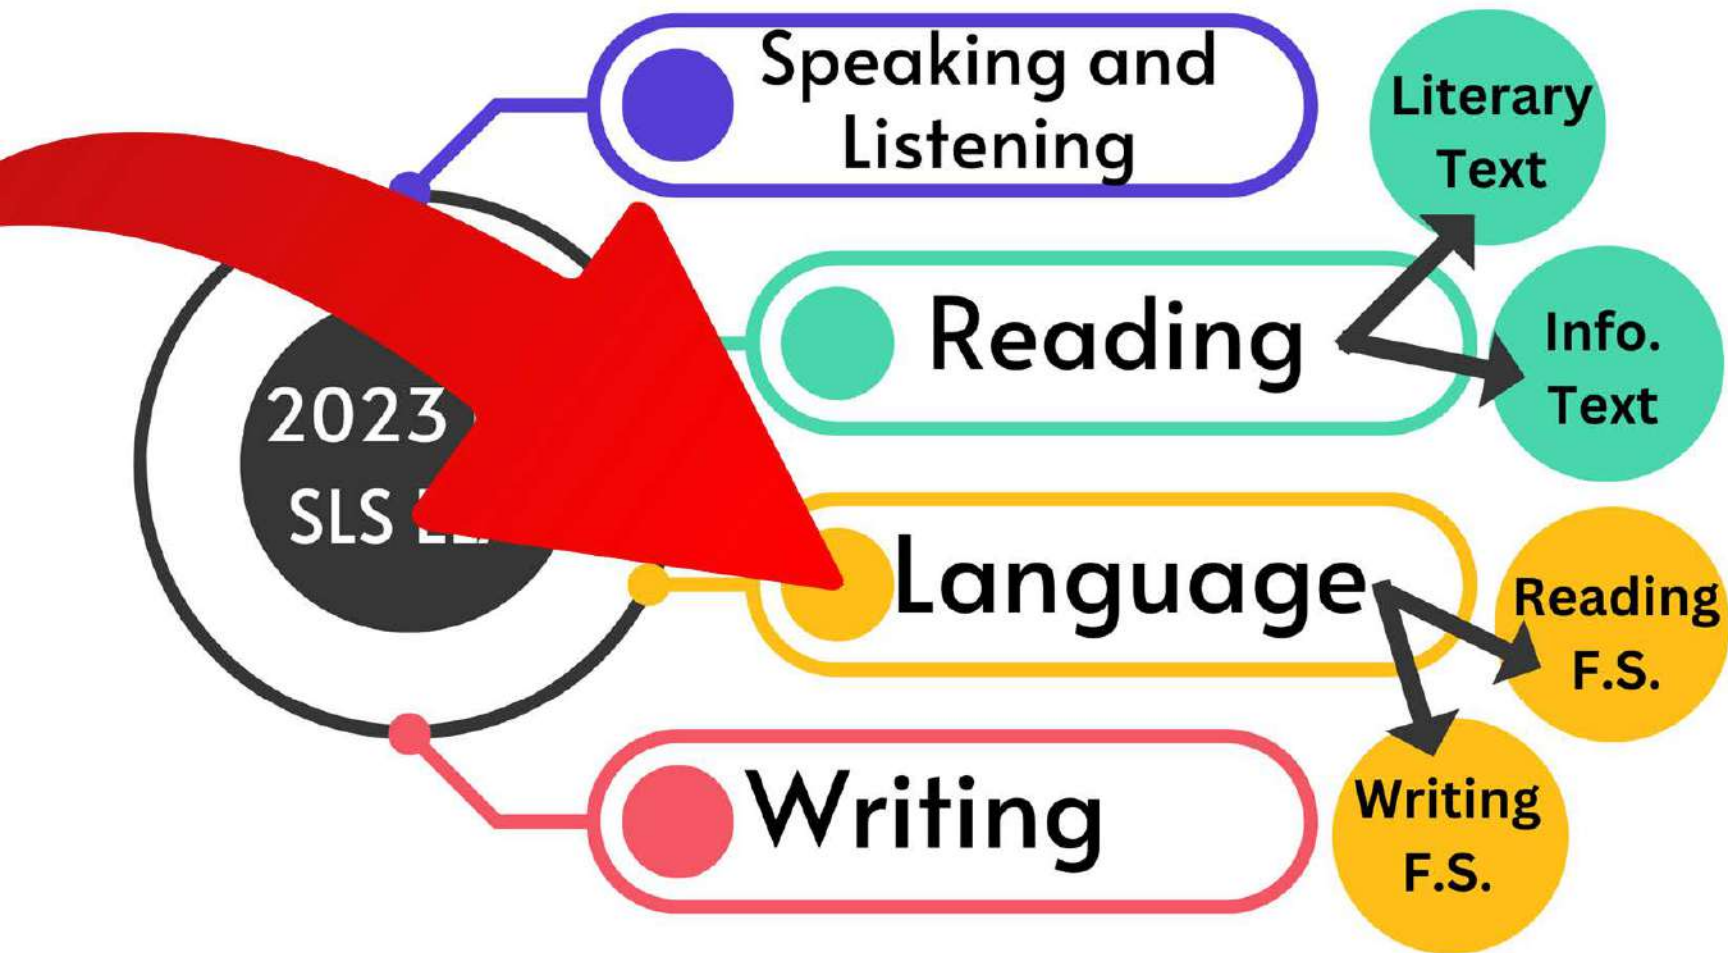 Speaking and
Listening
Literary
Text
Reading
Info.
Text
2023
SLS
Language
Reading
F.S.
Writing
Writing
F.S.